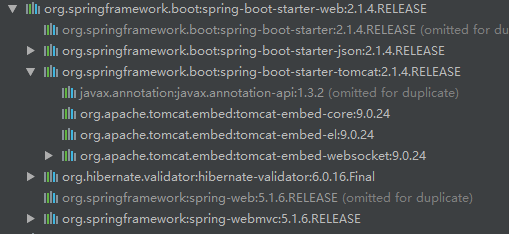 org.springframework.boot:spring-boot-starter-web:2.1.4.RELEASE
org.springframework.boot:spring-boot-starter:2.1.4.RELEASE (omitted for dup
org.springframework.boot:spring-boot-starter-json:2.1.4.RELEASE
org.springframework.boot:spring-boot-starter-tomcat:2.1.4.RELEASE
javax.annotation:javax.annotation-api:1.3.2 (omitted for duplicate)
org.apache.tomcat.embed:tomcat-embed-core:9.0.24
org.apache.tomcat.embed:tomcat-embed-el:9.0.24
org.apache.tomcat.embed:tomcat-embed-websocket:9.0.24
org.hibernate.validator:hibernate-validator:6.0.16.Final
org.springframework:spring-web:5.1.6.RELEASE (omitted for duplicate)
org.springframework:spring-webmvc:5.1.6.RELEASE